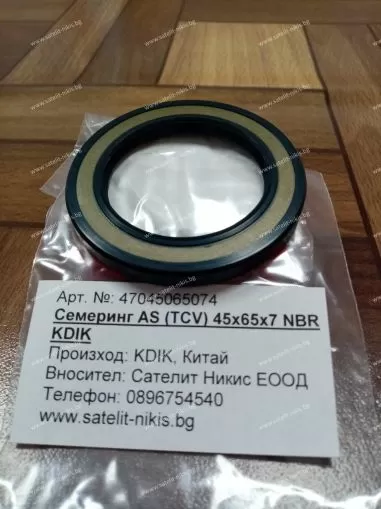 Арт. №: 47045065074
Семеринг AS (TCV) 45x65x7 NBR
KDIK
Произход: KDIK, Китай
Вносител: Сателит Никис ЕООД
Телефон: 0896754540
www.satelit-nikis.bg